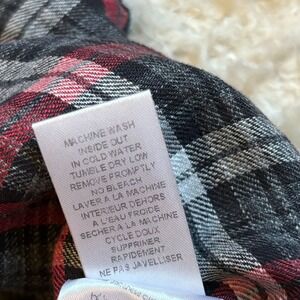 MACHINE WASH
INSIDE OUT
IN COLD WATER
TUMBLE DRY LOW
REMOVE PROMPTLY
NO BLEACH
LAVER A LA MACHINE
INTERIEUR DEHORS
A L'EAU FROIDE
SECHER A LA MACHINE
CYCLE DOUX
SUPPRIMER
RAPIDEMENT
NE PAS JAVELLISER